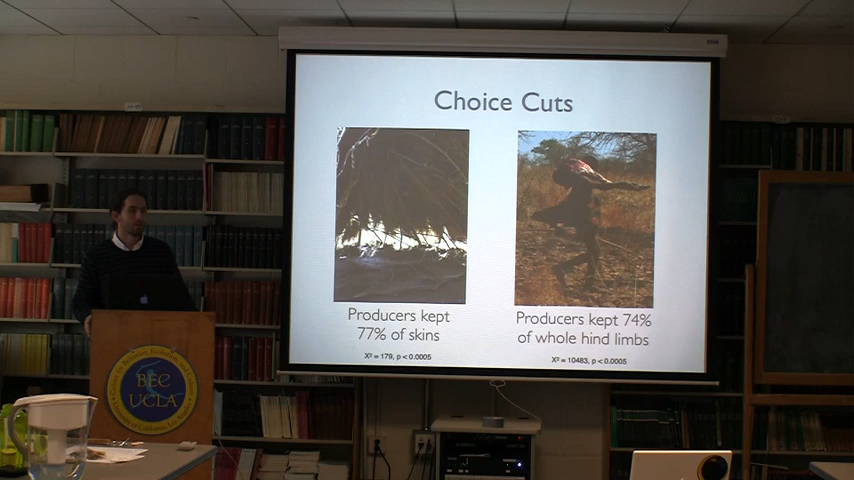 Choice Cuts
Producers kept
77% of skins
X² = 179, p < 0.0005
Producers kept 74%
of whole hind limbs
X² = 10483, p < 0.0005
BEC
UCLA